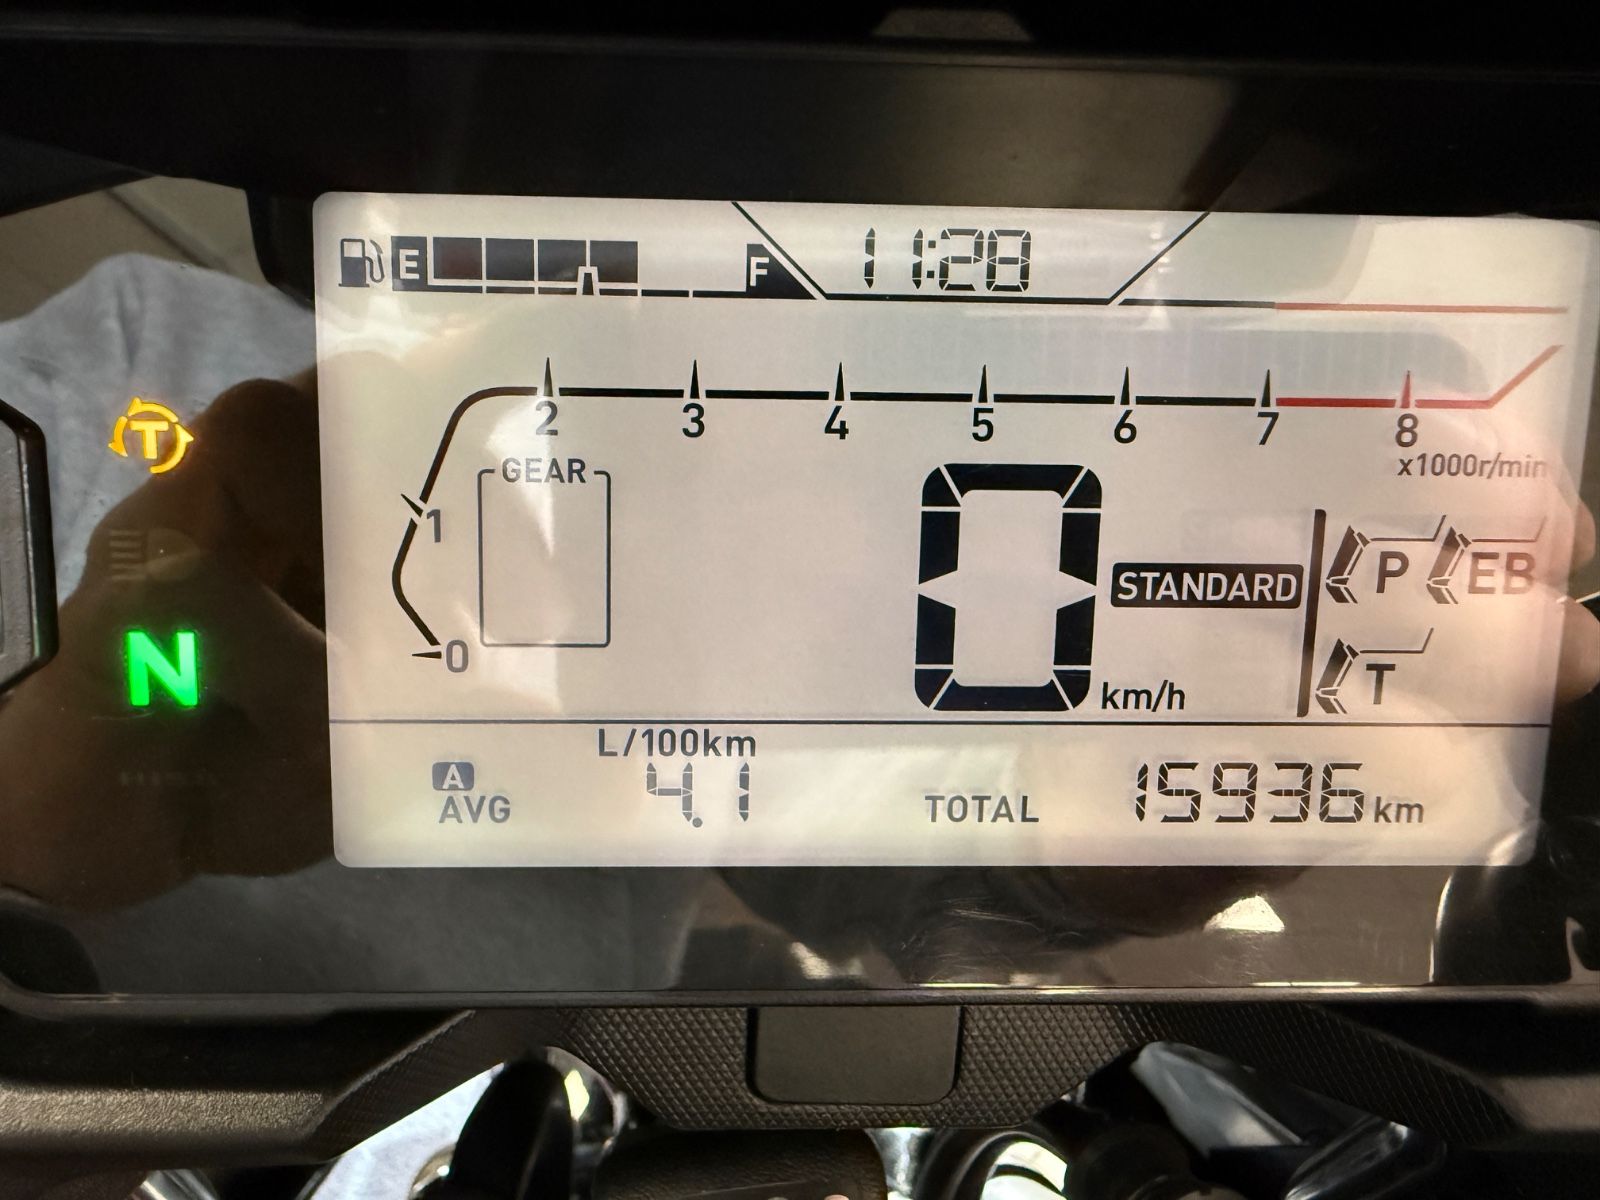 E F 11:28
2 3 4 5 6 7 8
x1000r/min
GEAR
1
0
T
N
0 km/h
STANDARD
P EB
T
L/100km
A
AVG 4.1
TOTAL 15936 km